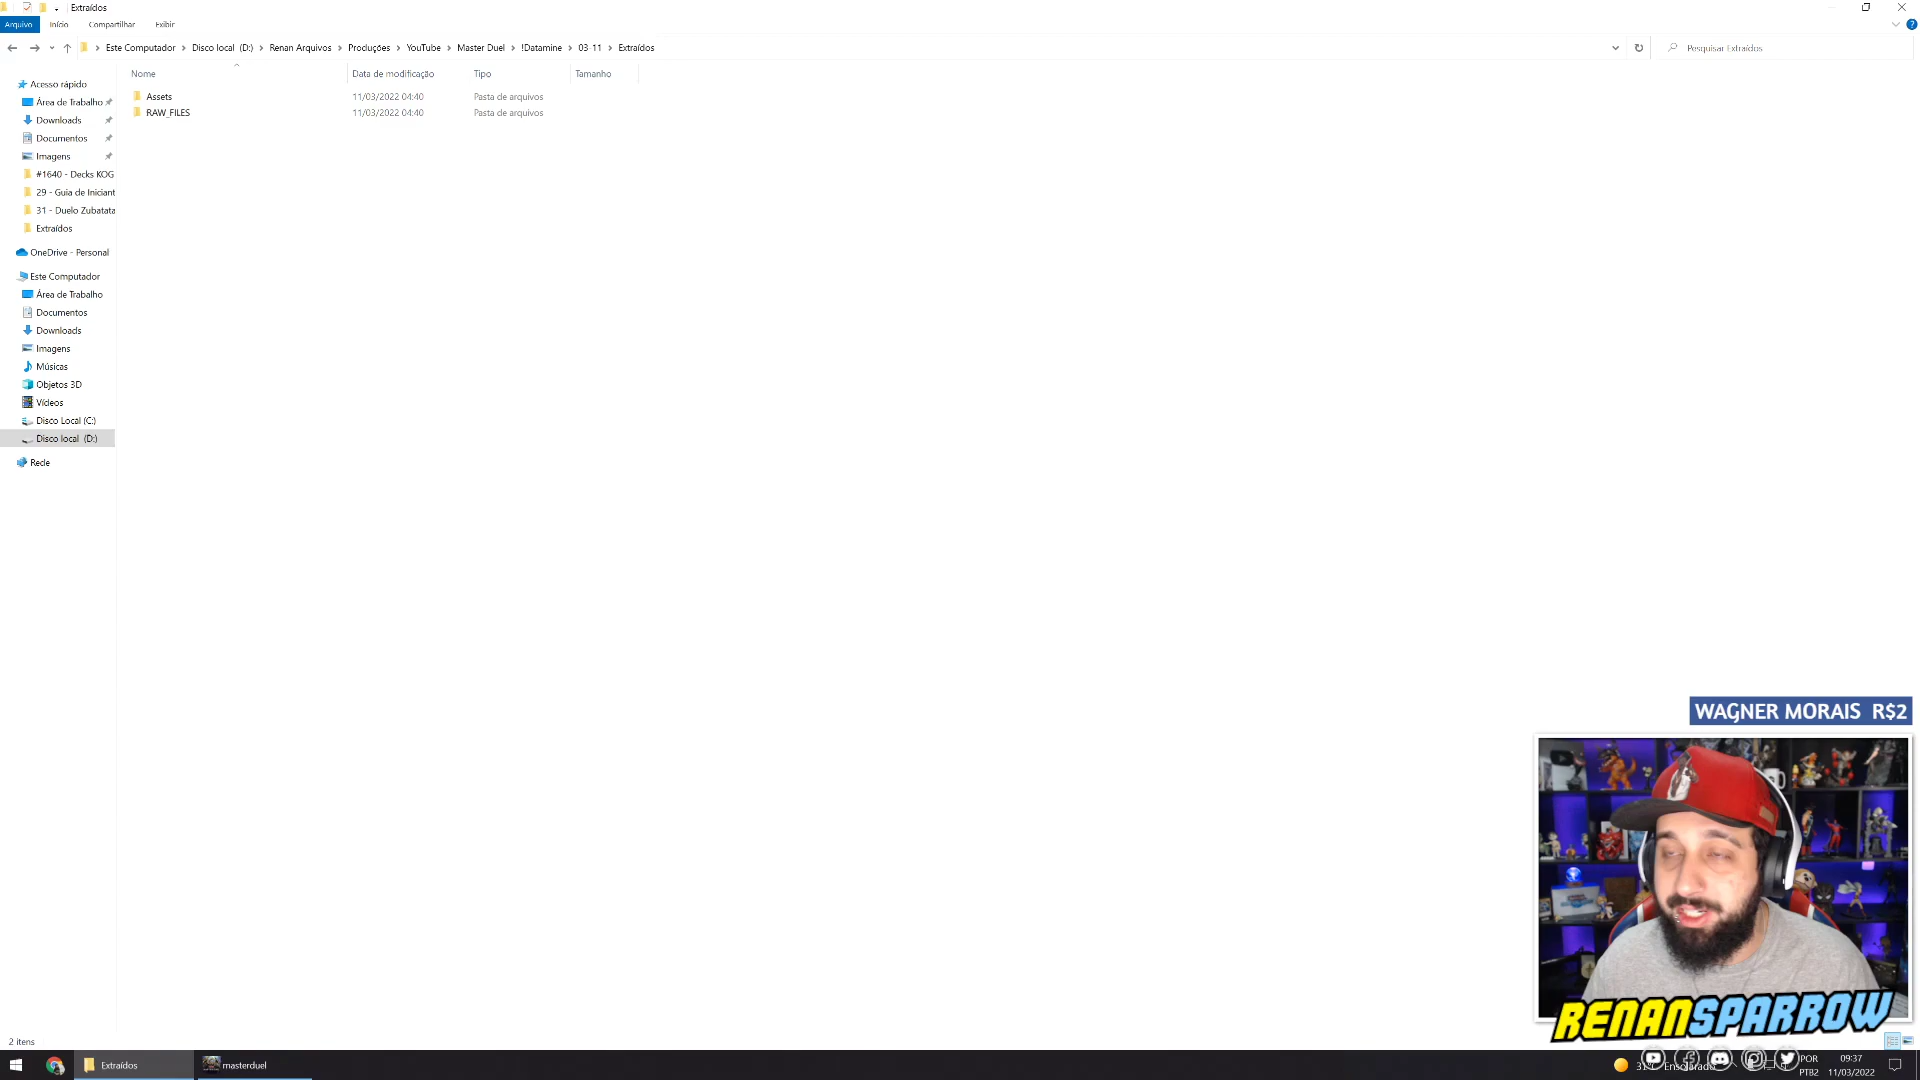 Extraídos
Arquivo Início Compartilhar Exibir
Este Computador > Disco local (D:) > Renan Arquivos > Produções > YouTube > Master Duel > !Datamine > 03-11 > Extraídos
Pesquisar Extraídos
Nome Data de modificação Tipo Tamanho
Assets 11/03/2022 04:40 Pasta de arquivos
RAW_FILES 11/03/2022 04:40 Pasta de arquivos
Acesso rápido
Área de Trabalho
Downloads
Documentos
Imagens
#1640 - Decks KOG
29 - Guia de Iniciant
31 - Duelo Zubatata
Extraídos
OneDrive - Personal
Este Computador
Área de Trabalho
Documentos
Downloads
Imagens
Músicas
Objetos 3D
Vídeos
Disco Local (C:)
Disco local (D:)
Rede
WAGNER MORAIS R$2
RENANSPARROW
2 itens
Extraídos
masterduel
Ensolarado
POR
PTB2
09:37
11/03/2022